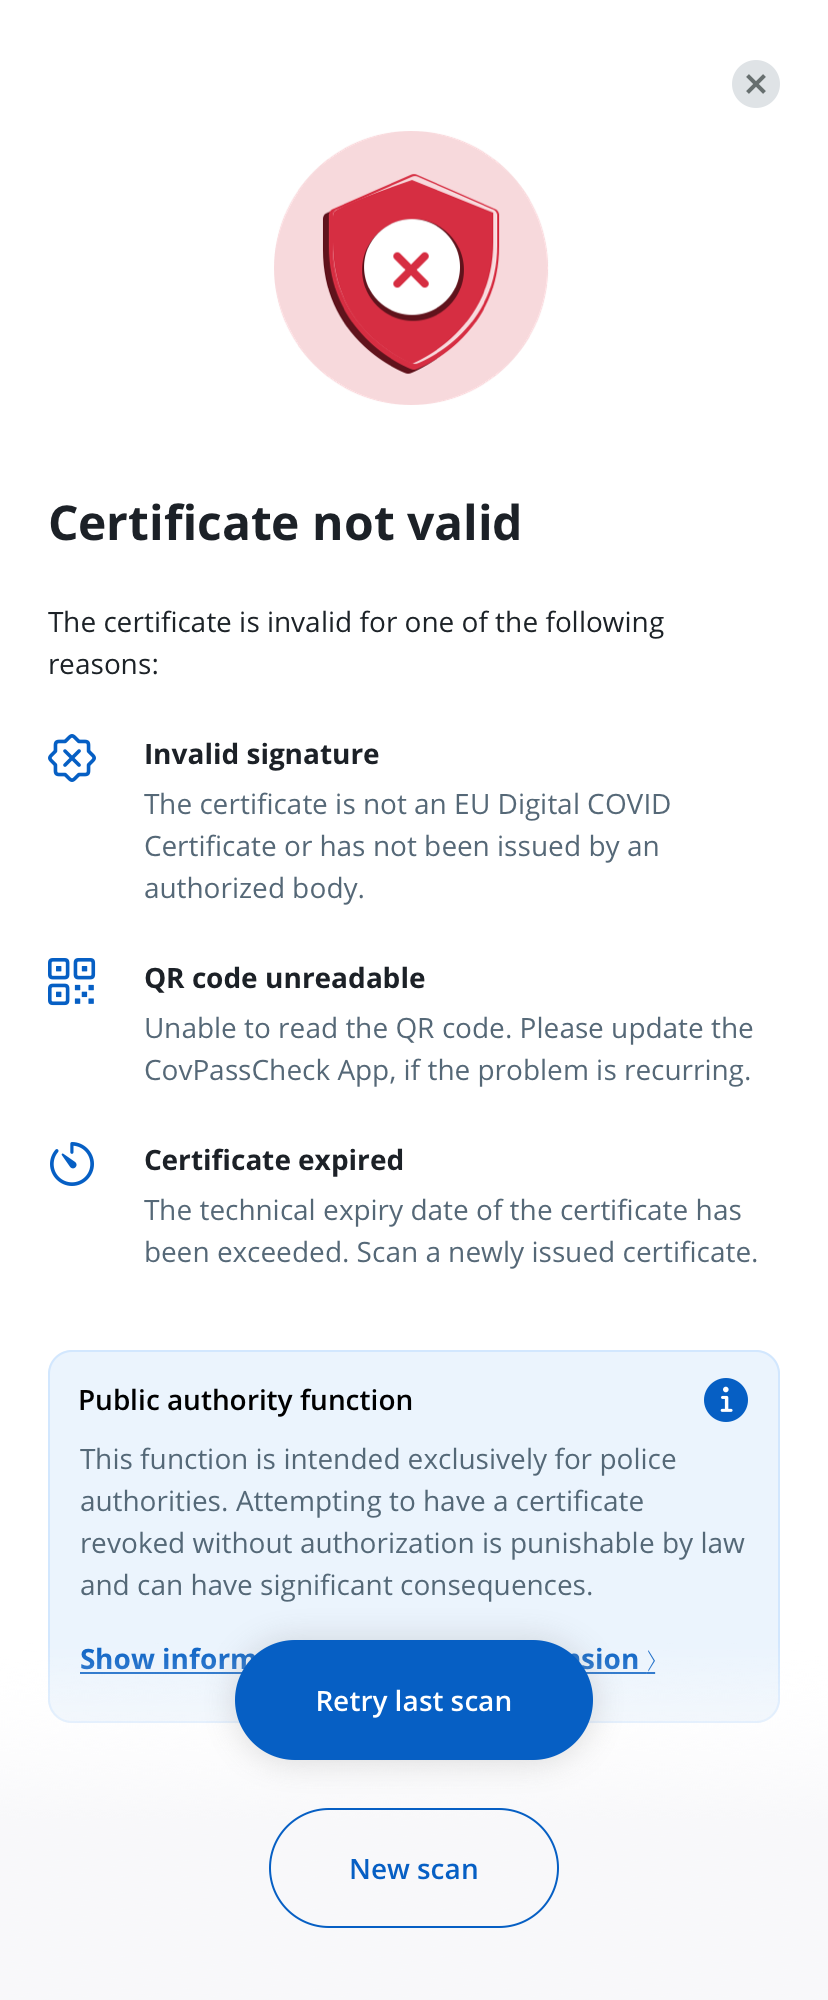 Certificate not valid
The certificate is invalid for one of the following
reasons:
Invalid signature
The certificate is not an EU Digital COVID
Certificate or has not been issued by an
authorized body.
QR code unreadable
Unable to read the QR code. Please update the
CovPassCheck App, if the problem is recurring.
Certificate expired
The technical expiry date of the certificate has
been exceeded. Scan a newly issued certificate.
Public authority function
This function is intended exclusively for police
authorities. Attempting to have a certificate
revoked without authorization is punishable by law
and can have significant consequences.
Show
Retry last scan
New scan